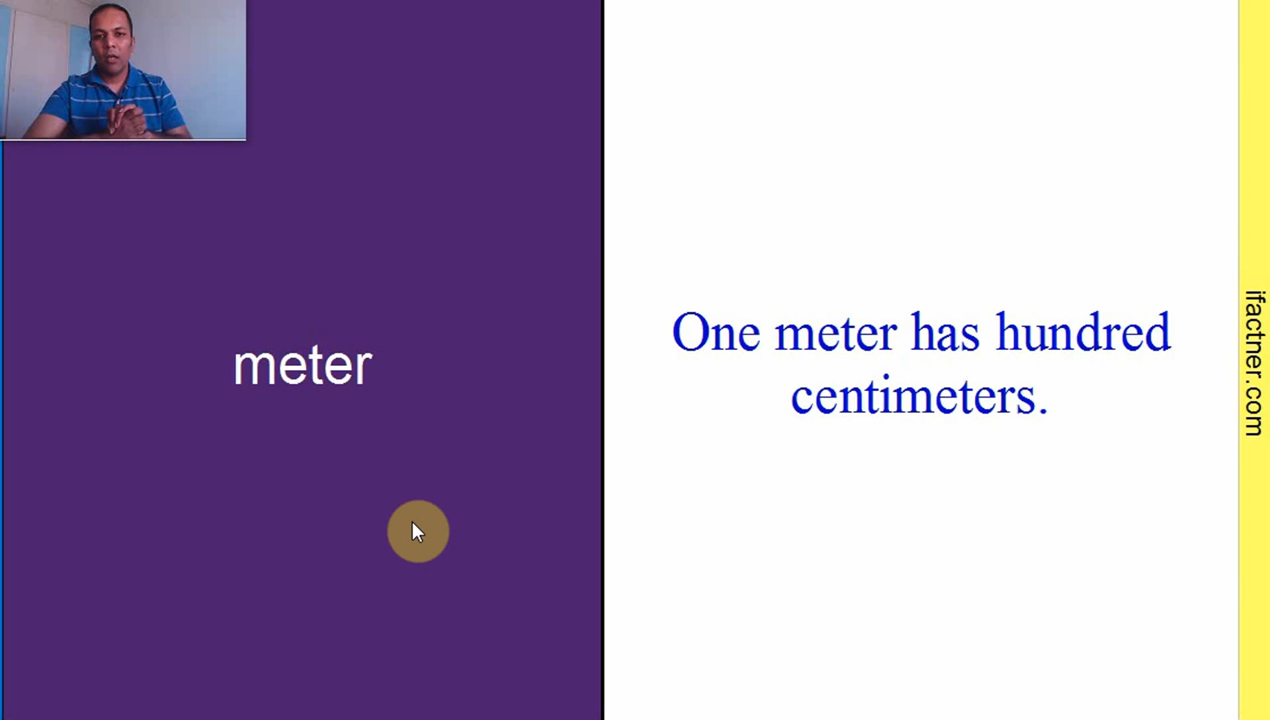 meter
One meter has hundred
centimeters.
ifactner.com